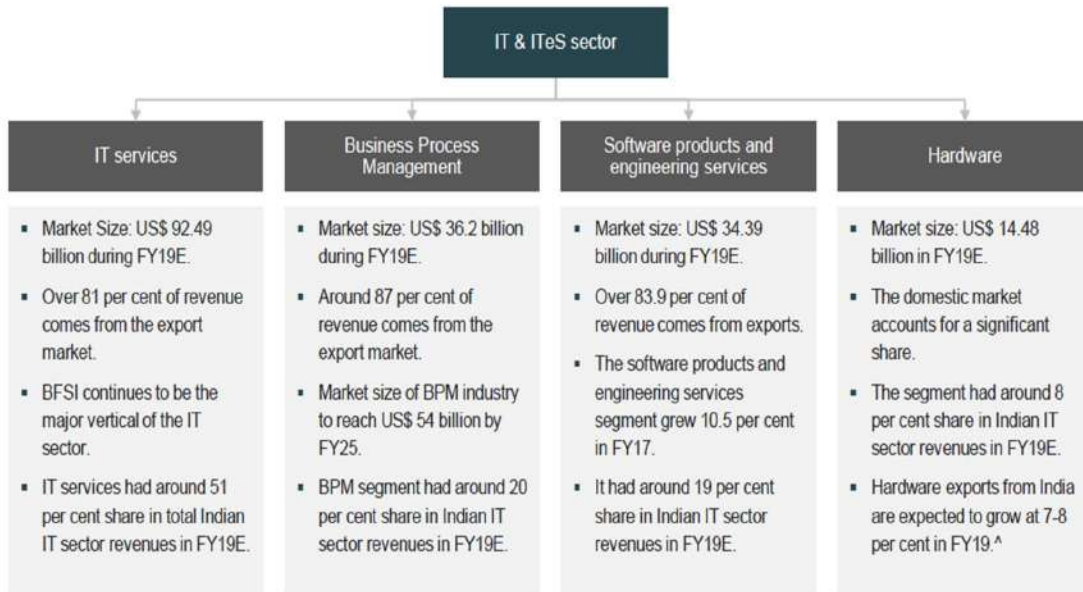 IT & ITeS sector
IT services
▪ Market Size: US$ 92.49
billion during FY19E.
▪ Over 81 per cent of revenue
comes from the export
market.
▪ BFSI continues to be the
major vertical of the IT
sector.
▪ IT services had around 51
per cent share in total Indian
IT sector revenues in FY19E.
Business Process
Management
▪ Market size: US$ 36.2 billion
during FY19E.
▪ Around 87 per cent of
revenue comes from the
export market.
▪ Market size of BPM industry
to reach US$ 54 billion by
FY25.
▪ BPM segment had around 20
per cent share in Indian IT
sector revenues in FY19E.
Software products and
engineering services
▪ Market size: US$ 34.39
billion during FY19E.
▪ Over 83.9 per cent of
revenue comes from exports.
▪ The software products and
engineering services
segment grew 10.5 per cent
in FY17.
▪ It had around 19 per cent
share in Indian IT sector
revenues in FY19E.
Hardware
▪ Market size: US$ 14.48
billion in FY19E.
▪ The domestic market
accounts for a significant
share.
▪ The segment had around 8
per cent share in Indian IT
sector revenues in FY19E.
▪ Hardware exports from India
are expected to grow at 7-8
per cent in FY19.^